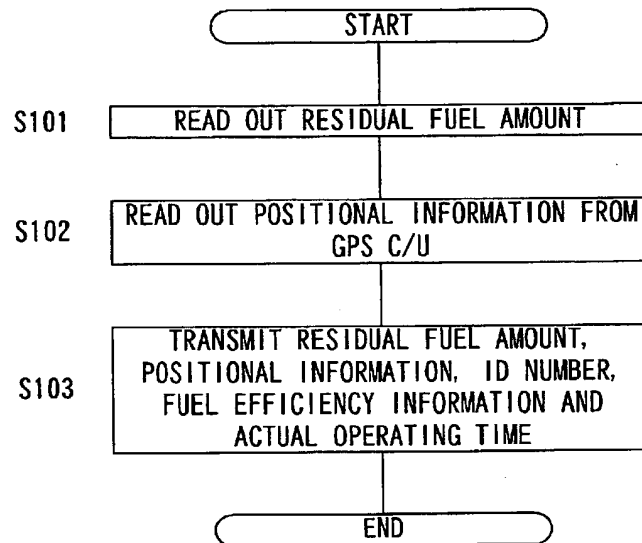 START
S101
READ OUT RESIDUAL FUEL AMOUNT
S102
READ OUT POSITIONAL INFORMATION FROM
GPS C/U
S103
TRANSMIT RESIDUAL FUEL AMOUNT,
POSITIONAL INFORMATION, ID NUMBER,
FUEL EFFICIENCY INFORMATION AND
ACTUAL OPERATING TIME
END